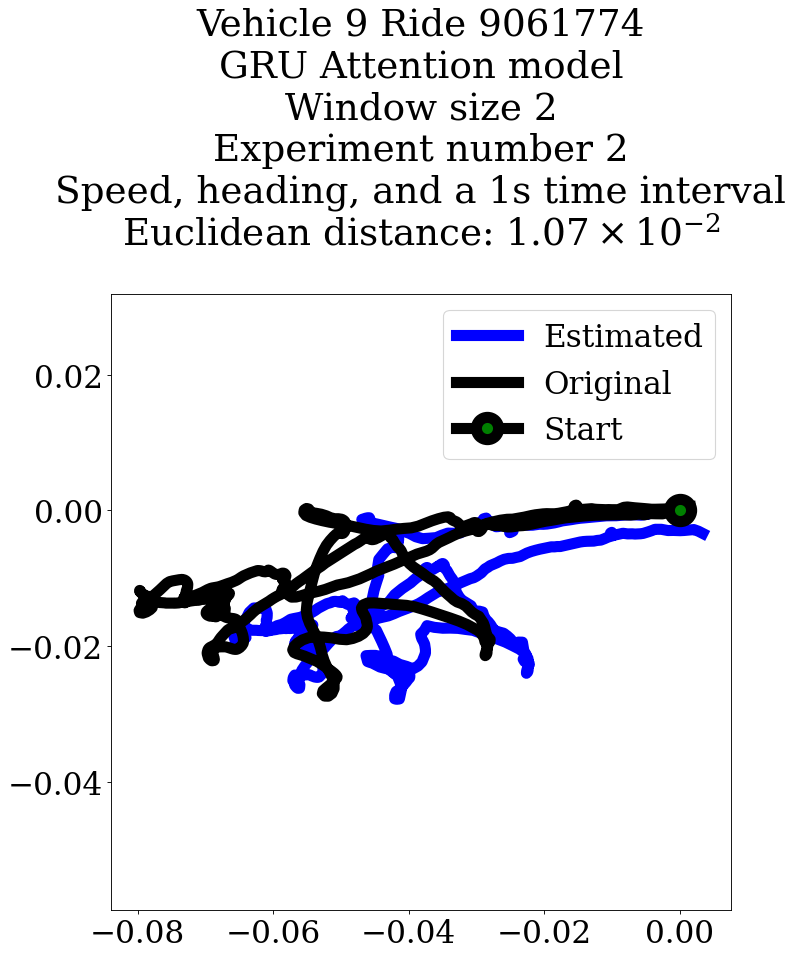 Vehicle 9 Ride 9061774
GRU Attention model
Window size 2
Experiment number 2
Speed, heading, and a 1s time interval
Euclidean distance: 1.07 × 10⁻²
Estimated
Original
Start
0.02
0.00
−0.02
−0.04
−0.08 −0.06 −0.04 −0.02 0.00